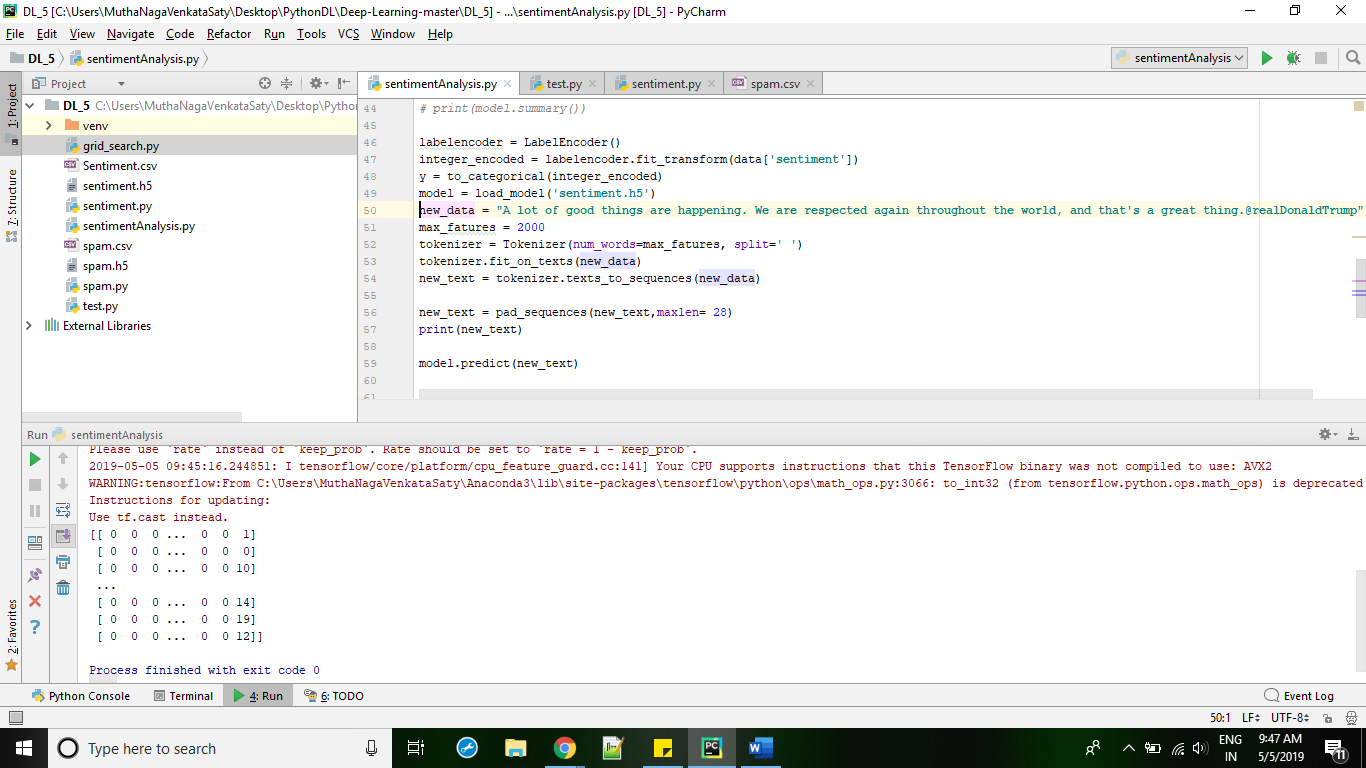 DL_5 [C:\Users\MuthaNagaVenkataSaty\Desktop\PythonDL\Deep-Learning-master\DL_5] - ...\sentimentAnalysis.py [DL_5] - PyCharm
File Edit View Navigate Code Refactor Run Tools VCS Window Help
DL_5 sentimentAnalysis.py sentimentAnalysis
Project sentimentAnalysis.py test.py sentiment.py spam.csv
1: Project
Z: Structure
2: Favorites
DL_5 C:\Users\MuthaNagaVenkataSaty\Desktop\Pytho
venv
grid_search.py
Sentiment.csv
sentiment.h5
sentiment.py
sentimentAnalysis.py
spam.csv
spam.h5
spam.py
test.py
External Libraries
44 # print(model.summary())
45
46 labelencoder = LabelEncoder()
47 integer_encoded = labelencoder.fit_transform(data['sentiment'])
48 y = to_categorical(integer_encoded)
49 model = load_model('sentiment.h5')
50 new_data = "A lot of good things are happening. We are respected again throughout the world, and that's a great thing.@realDonaldTrump"
51 max_fatures = 2000
52 tokenizer = Tokenizer(num_words=max_fatures, split=' ')
53 tokenizer.fit_on_texts(new_data)
54 new_text = tokenizer.texts_to_sequences(new_data)
55
56 new_text = pad_sequences(new_text,maxlen= 28)
57 print(new_text)
58
59 model.predict(new_text)
60
61
Run sentimentAnalysis
Please use `rate` instead of `keep_prob`. Rate should be set to `rate = 1 - keep_prob`.
2019-05-05 09:45:16.244851: I tensorflow/core/platform/cpu_feature_guard.cc:141] Your CPU supports instructions that this TensorFlow binary was not compiled to use: AVX2
WARNING:tensorflow:From C:\Users\MuthaNagaVenkataSaty\Anaconda3\lib\site-packages\tensorflow\python\ops\math_ops.py:3066: to_int32 (from tensorflow.python.ops.math_ops) is deprecated
Instructions for updating:
Use tf.cast instead.
[[ 0 0 0 ... 0 0 1]
[ 0 0 0 ... 0 0 0]
[ 0 0 0 ... 0 0 10]
...
[ 0 0 0 ... 0 0 14]
[ 0 0 0 ... 0 0 19]
[ 0 0 0 ... 0 0 12]]
Process finished with exit code 0
Python Console Terminal 4: Run 6: TODO Event Log
50:1 LF UTF-8
Type here to search
ENG
IN
9:47 AM
5/5/2019
11